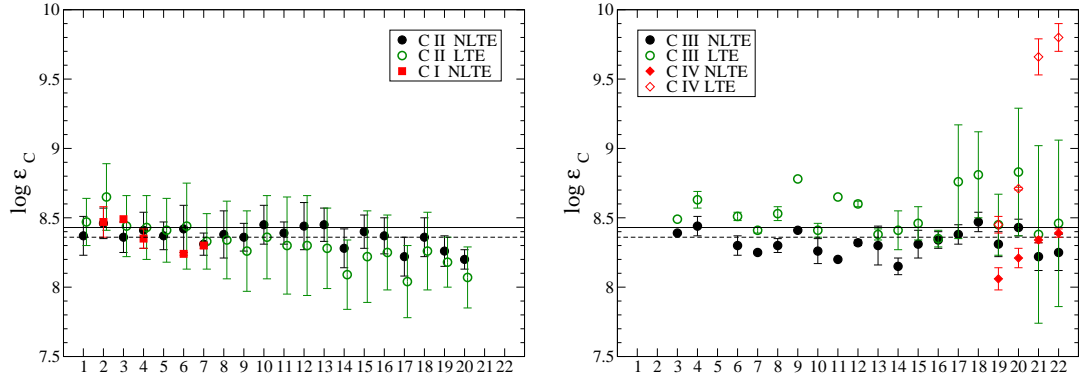 10
9.5
9
8.5
8
7.5
log ε C
C II NLTE
C II LTE
C I NLTE
1 2 3 4 5 6 7 8 9 10 11 12 13 14 15 16 17 18 19 20 21 22
10
9.5
9
8.5
8
7.5
log ε C
C III NLTE
C III LTE
C IV NLTE
C IV LTE
1 2 3 4 5 6 7 8 9 10 11 12 13 14 15 16 17 18 19 20 21 22